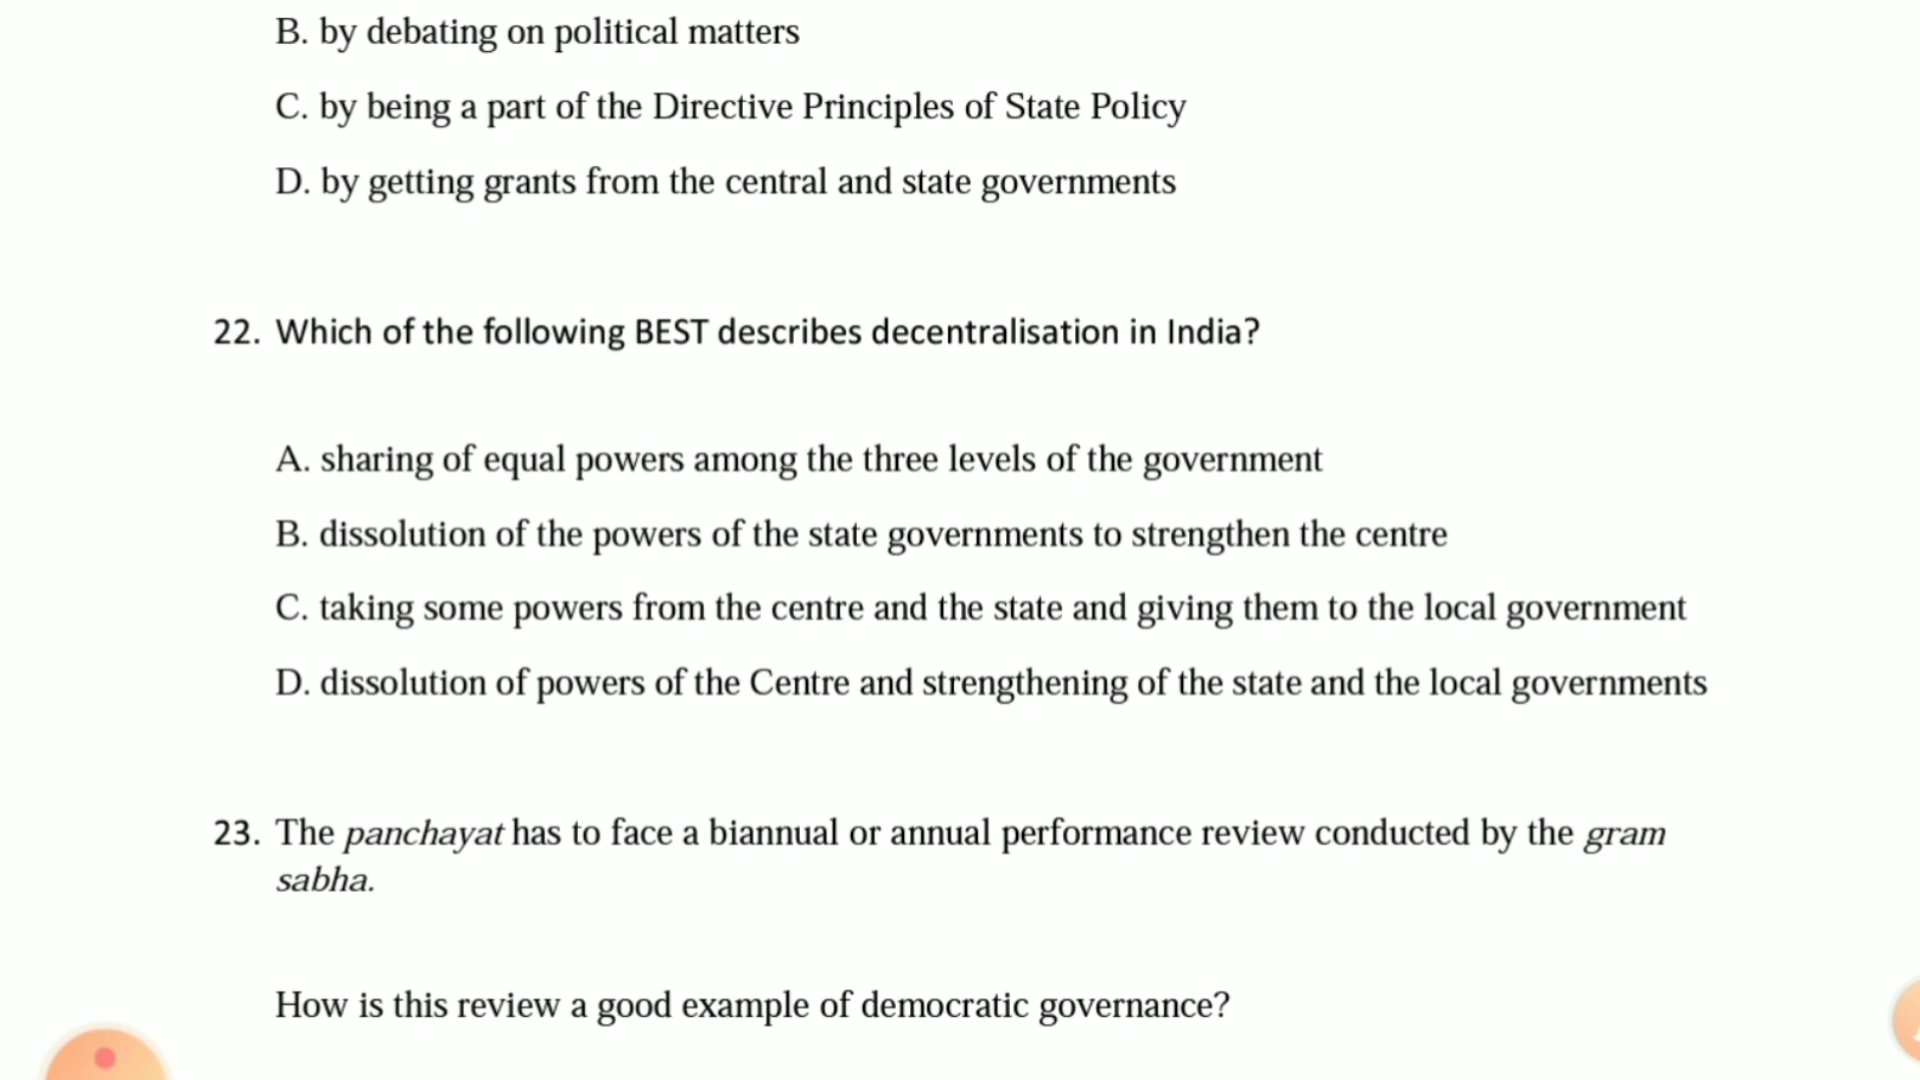 B. by debating on political matters
C. by being a part of the Directive Principles of State Policy
D. by getting grants from the central and state governments
22. Which of the following BEST describes decentralisation in India?
A. sharing of equal powers among the three levels of the government
B. dissolution of the powers of the state governments to strengthen the centre
C. taking some powers from the centre and the state and giving them to the local government
D. dissolution of powers of the Centre and strengthening of the state and the local governments
23. The panchayat has to face a biannual or annual performance review conducted by the gram
sabha.
How is this review a good example of democratic governance?